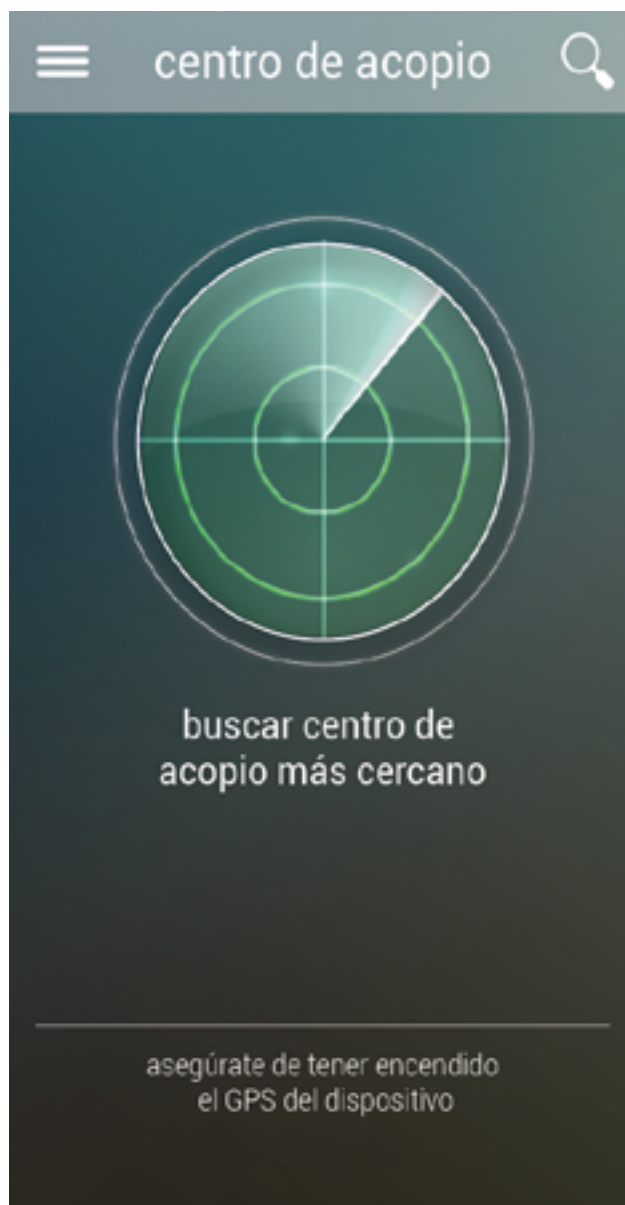 centro de acopio
buscar centro de
acopio más cercano
asegúrate de tener encendido
el GPS del dispositivo